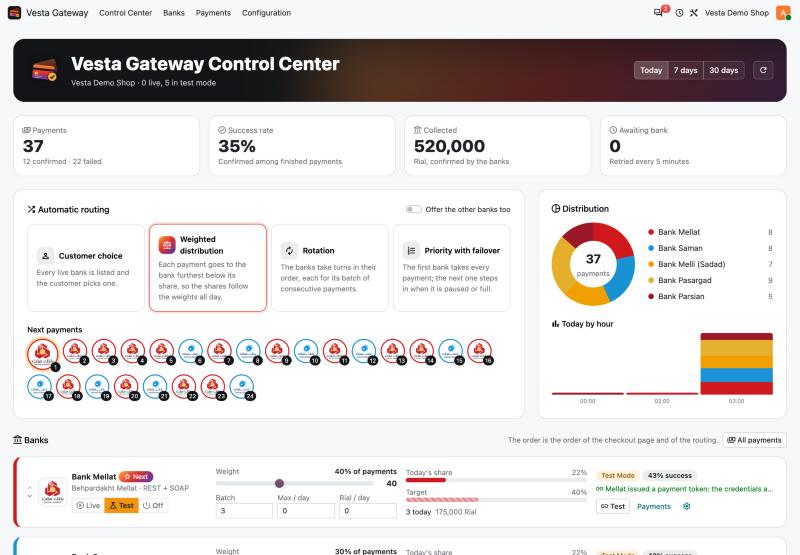 Vesta Gateway
Control Center
Banks
Payments
Configuration
2
Vesta Demo Shop
A
Vesta Gateway Control Center
Vesta Demo Shop · 0 live, 5 in test mode
Today
7 days
30 days
Payments
37
12 confirmed · 22 failed
Success rate
35%
Confirmed among finished payments
Collected
520,000
Rial, confirmed by the banks
Awaiting bank
0
Retried every 5 minutes
Automatic routing
Offer the other banks too
Customer choice
Every live bank is listed and
the customer picks one.
Weighted
distribution
Each payment goes to the
bank furthest below its
share, so the shares follow
the weights all day.
Rotation
The banks take turns in their
order, each for its batch of
consecutive payments.
Priority with failover
The first bank takes every
payment; the next one steps
in when it is paused or full.
Next payments
1 2 3 4 5 6 7 8 9 10 11 12 13 14 15 16
17 18 19 20 21 22 23 24
Distribution
37
payments
Bank Mellat 8
Bank Saman 8
Bank Melli (Sadad) 7
Bank Pasargad 9
Bank Parsian 5
Today by hour
00:00 02:00 03:00
Banks
The order is the order of the checkout page and of the routing.
All payments
Bank Mellat
Next
Behpardakht Mellat · REST + SOAP
Live
Test
Off
Weight
40% of payments
40
Batch
Max / day
Rial / day
3
0
0
Today's share
22%
Target
40%
3 today 175,000 Rial
Test Mode
43% success
Mellat issued a payment token: the credentials a...
Test
Payments
Weight
30% of payments
Today's share
22%